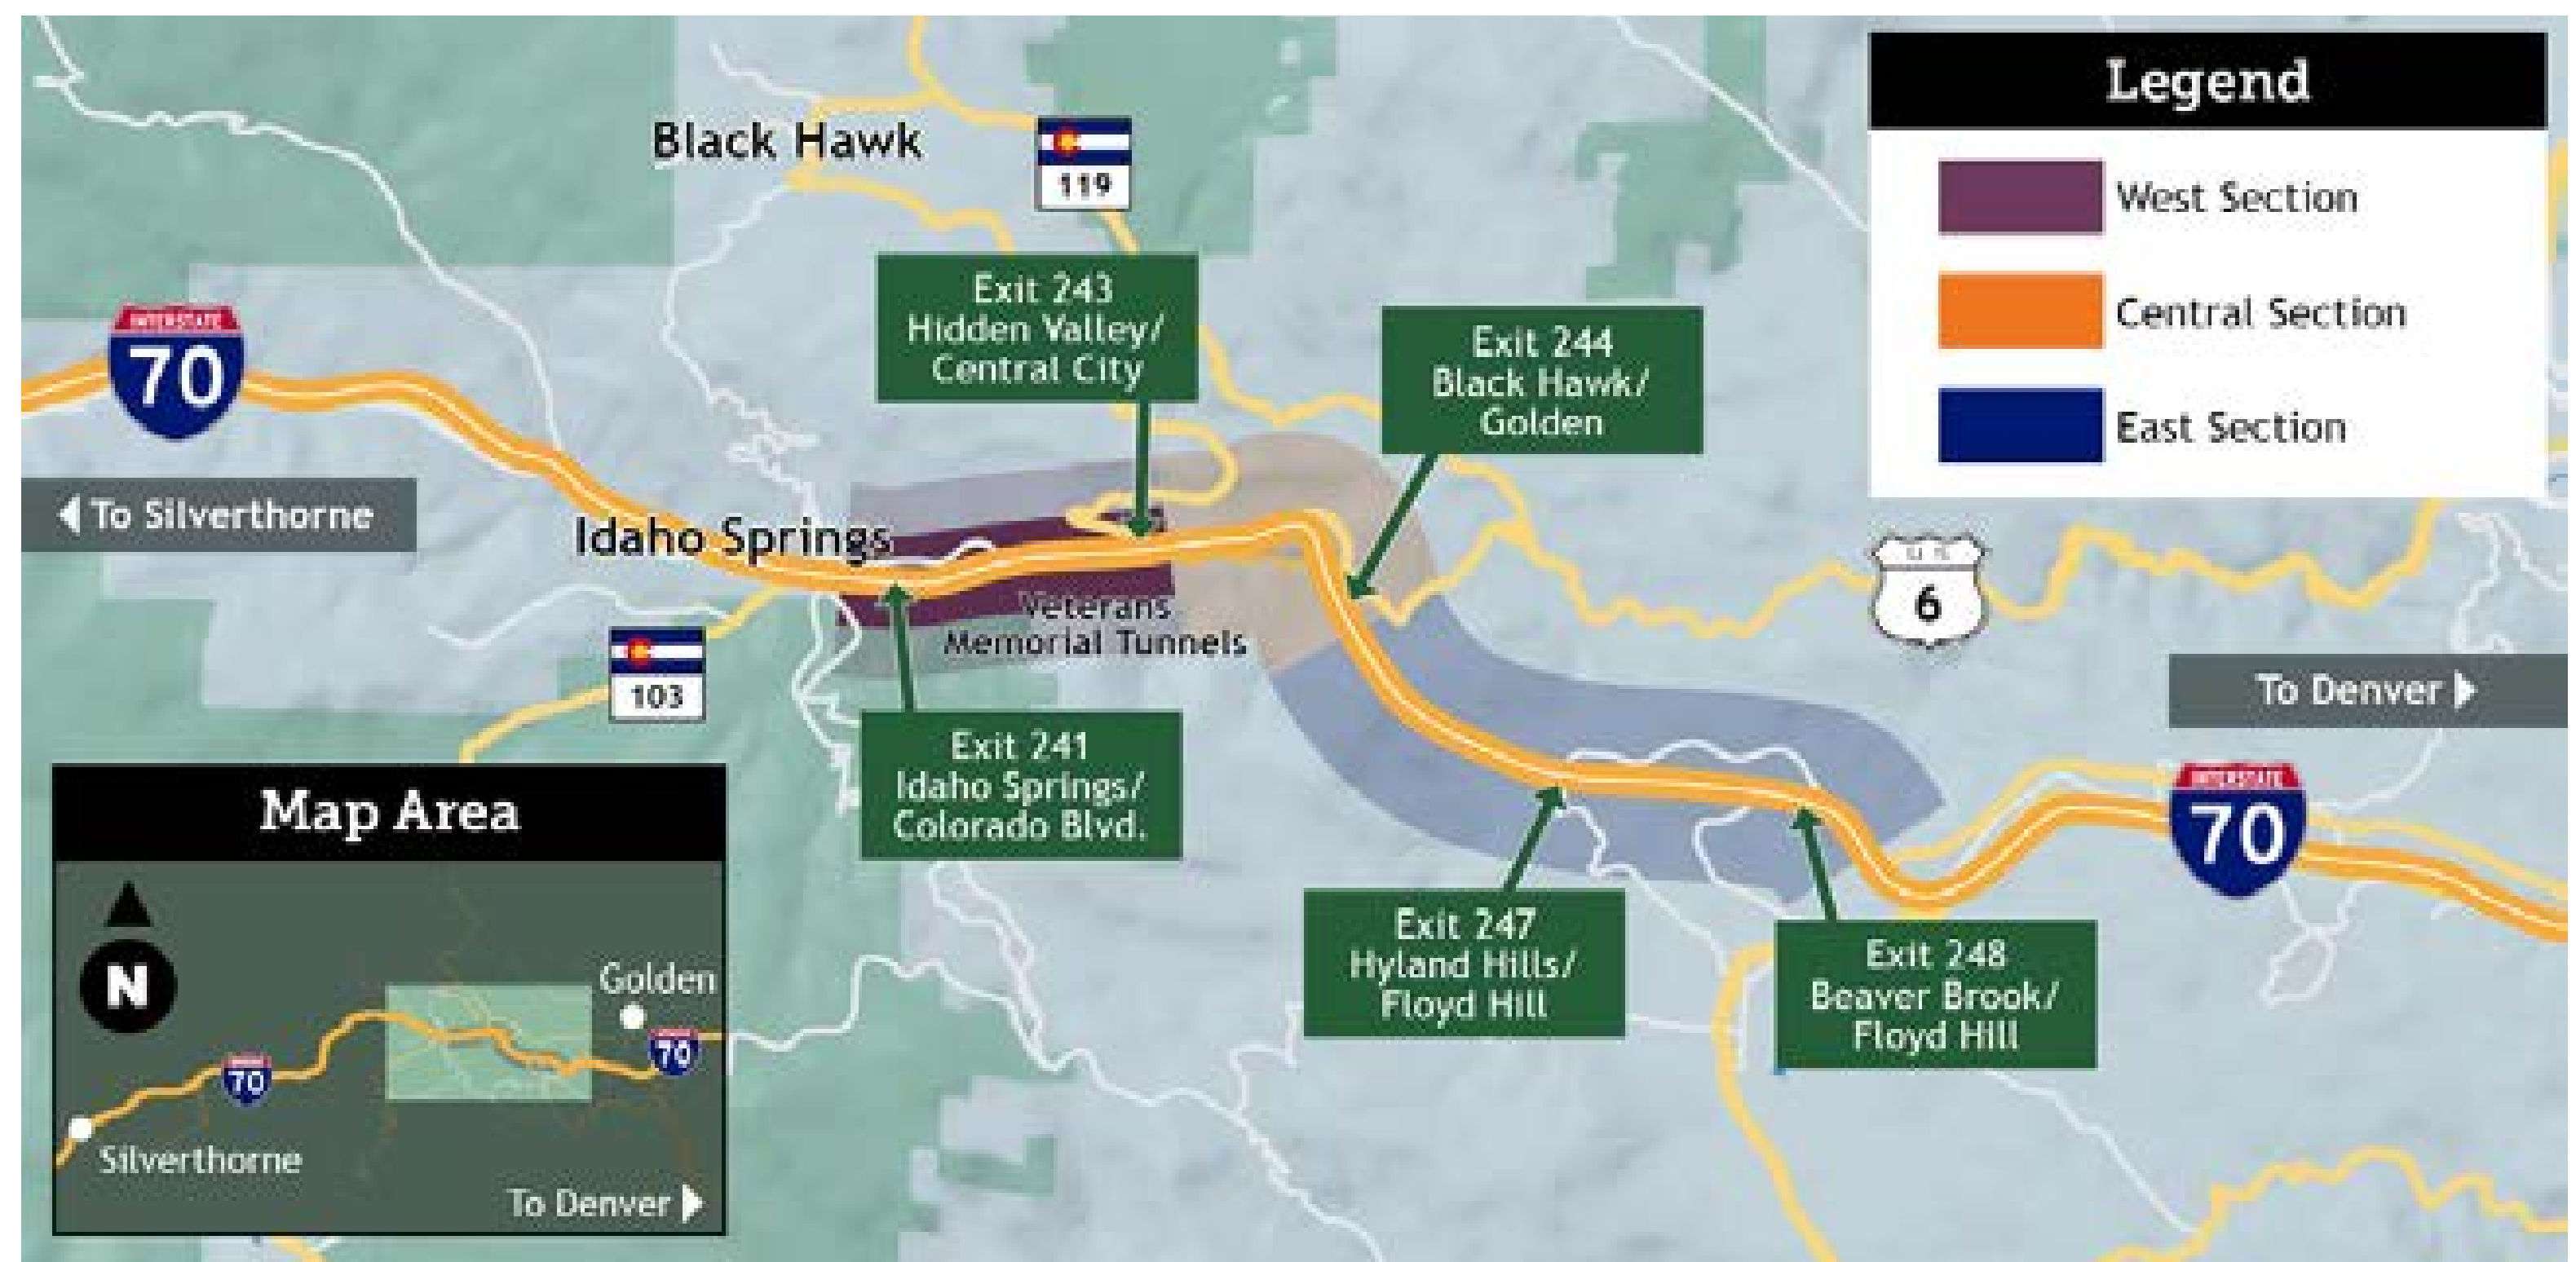 Legend
West Section
Central Section
East Section
Black Hawk
119
Exit 243
Hidden Valley/
Central City
Exit 244
Black Hawk/
Golden
INTERSTATE
70
To Silverthorne
Idaho Springs
Veterans
Memorial Tunnels
103
6
To Denver
Exit 241
Idaho Springs/
Colorado Blvd.
INTERSTATE
70
Exit 247
Hyland Hills/
Floyd Hill
Exit 248
Beaver Brook/
Floyd Hill
Map Area
N
Golden
70
70
Silverthorne
To Denver